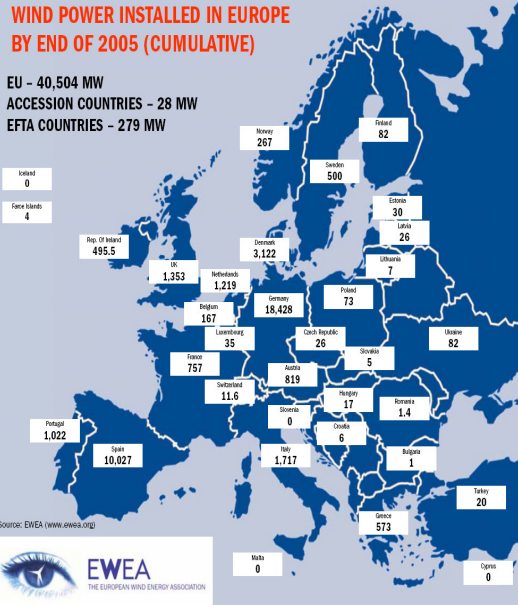 WIND POWER INSTALLED IN EUROPE
BY END OF 2005 (CUMULATIVE)
EU – 40,504 MW
ACCESSION COUNTRIES – 28 MW
EFTA COUNTRIES – 279 MW
Norway
267
Finland
82
Sweden
500
Iceland
0
Faroe Islands
4
Estonia
30
Latvia
26
Rep. Of Ireland
495.5
Denmark
3,122
UK
1,353
Lithuania
7
Netherlands
1,219
Poland
73
Germany
18,428
Belgium
167
Luxembourg
35
Czech Republic
26
Ukraine
82
Slovakia
5
France
757
Austria
819
Switzerland
11.6
Hungary
17
Romania
1.4
Slovenia
0
Portugal
1,022
Croatia
6
Spain
10,027
Italy
1,717
Bulgaria
1
Turkey
20
Greece
573
Source: EWEA (www.ewea.org)
Malta
0
Cyprus
0
EWEA
THE EUROPEAN WIND ENERGY ASSOCIATION